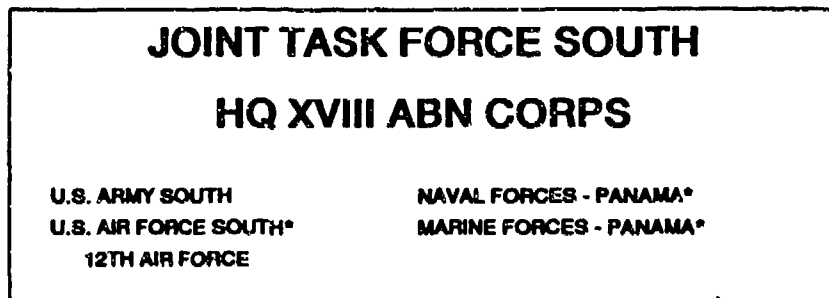 JOINT TASK FORCE SOUTH
HQ XVIII ABN CORPS
U.S. ARMY SOUTH
U.S. AIR FORCE SOUTH*
12TH AIR FORCE
NAVAL FORCES - PANAMA*
MARINE FORCES - PANAMA*